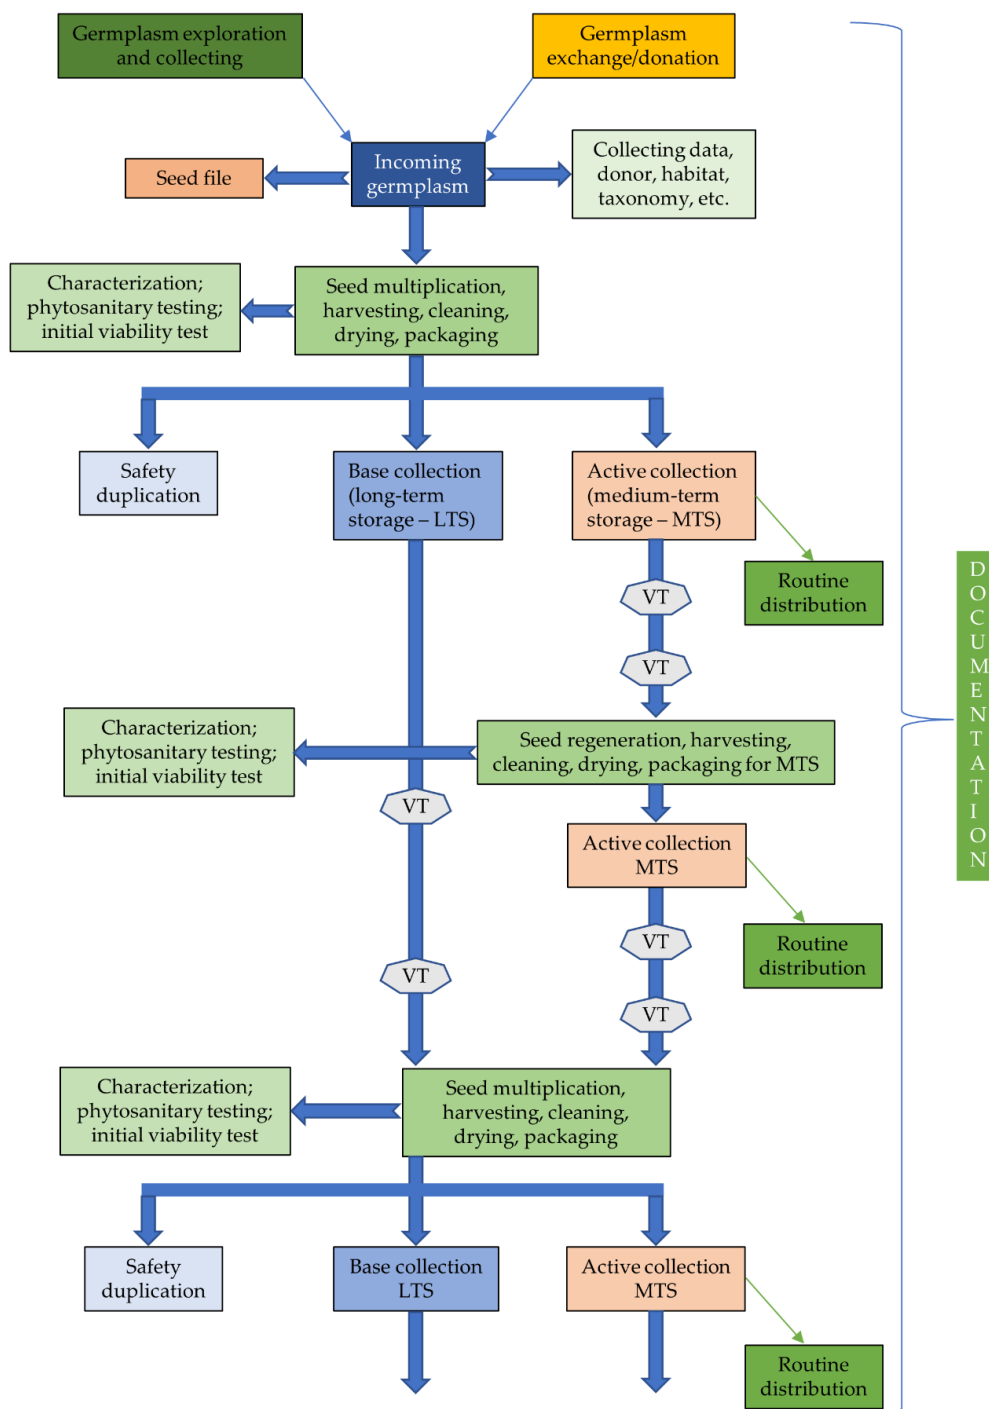 Germplasm exploration
and collecting
Germplasm
exchange/donation
Seed file
Incoming
germplasm
Collecting data,
donor, habitat,
taxonomy, etc.
Characterization;
phytosanitary testing;
initial viability test
Seed multiplication,
harvesting, cleaning,
drying, packaging
Safety
duplication
Base collection
(long-term
storage – LTS)
Active collection
(medium-term
storage – MTS)
Routine
distribution
VT
VT
Characterization;
phytosanitary testing;
initial viability test
Seed regeneration, harvesting,
cleaning, drying, packaging for MTS
VT
Active collection
MTS
Routine
distribution
VT
VT
VT
Characterization;
phytosanitary testing;
initial viability test
Seed multiplication,
harvesting, cleaning,
drying, packaging
Safety
duplication
Base collection
LTS
Active collection
MTS
Routine
distribution
DOCUMENTATION